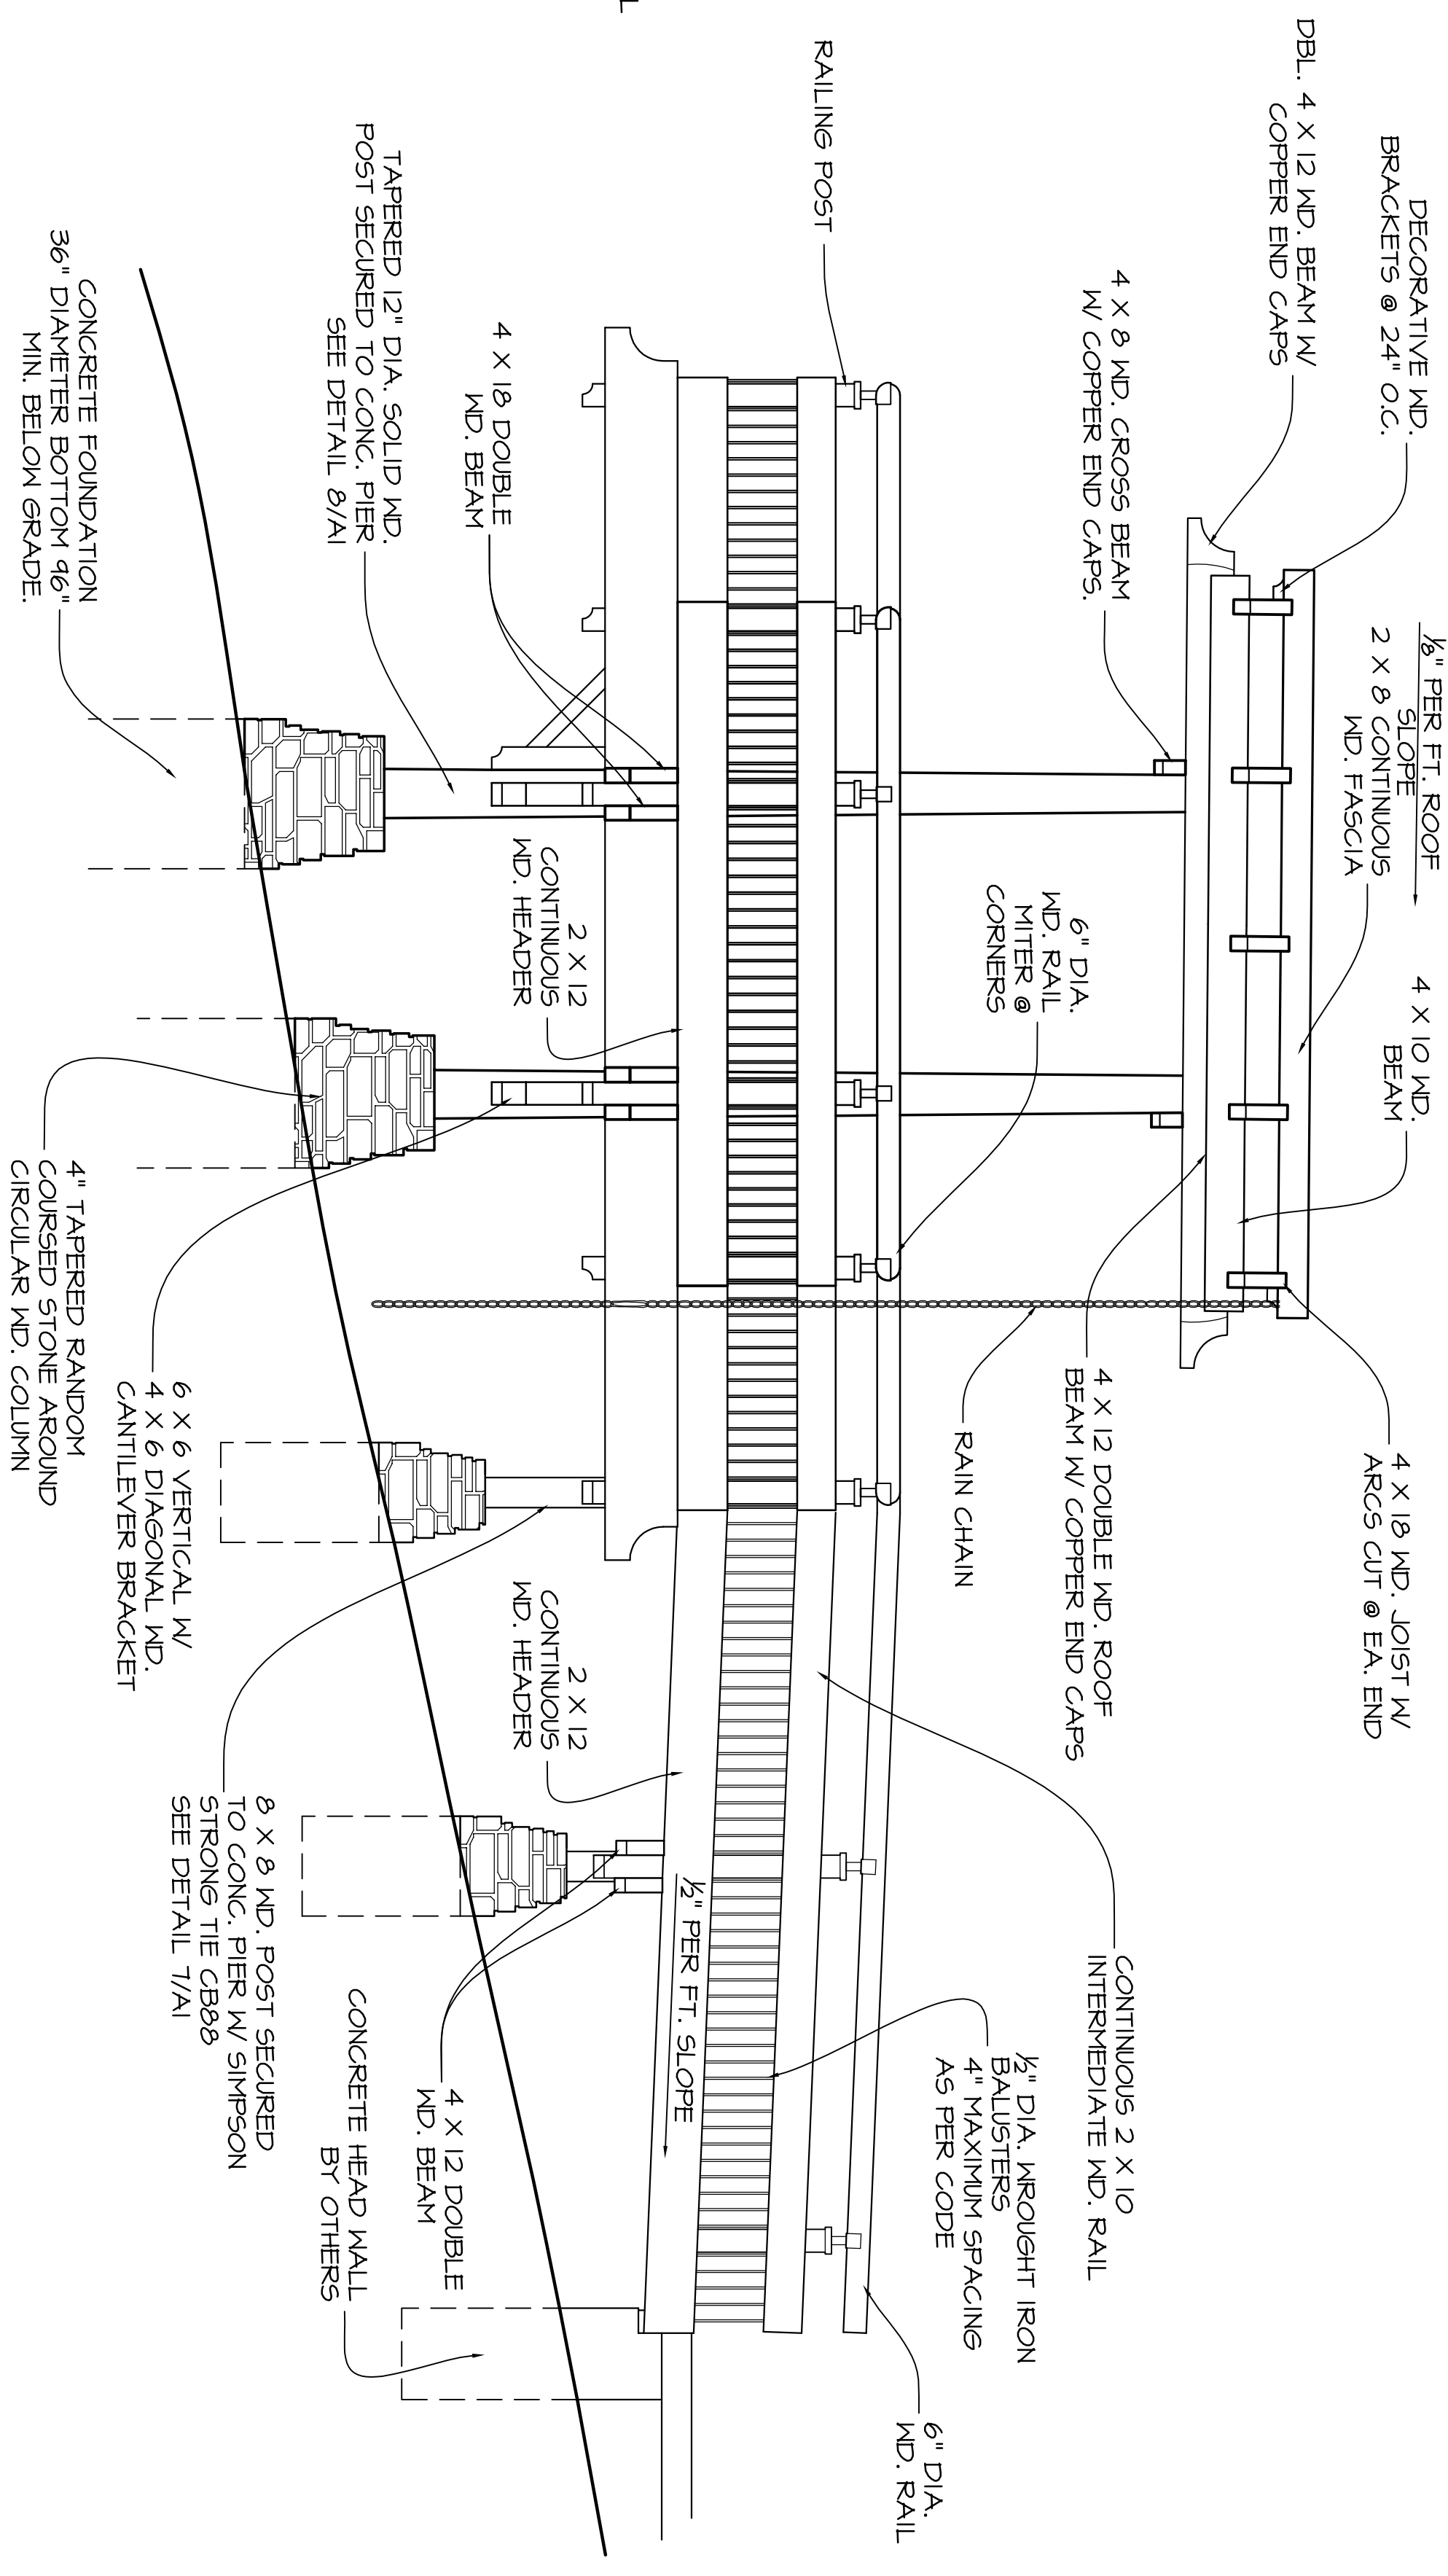 DECORATIVE WD.
BRACKETS @ 24" O.C.
DBL. 4 X 12 WD. BEAM W/
COPPER END CAPS
1/8" PER FT. ROOF
SLOPE
2 X 8 CONTINUOUS
WD. FASCIA
4 X 10 WD.
BEAM
4 X 18 WD. JOIST W/
ARCS CUT @ EA. END
4 X 8 WD. CROSS BEAM
W/ COPPER END CAPS.
6" DIA.
WD. RAIL
MITER @
CORNERS
4 X 12 DOUBLE WD. ROOF
BEAM W/ COPPER END CAPS
RAIN CHAIN
CONTINUOUS 2 X 10
INTERMEDIATE WD. RAIL
1/2" DIA. WROUGHT IRON
BALUSTERS
4" MAXIMUM SPACING
AS PER CODE
6" DIA.
WD. RAIL
RAILING POST
1/2" PER FT. SLOPE
4 X 18 DOUBLE
WD. BEAM
2 X 12
CONTINUOUS
WD. HEADER
2 X 12
CONTINUOUS
WD. HEADER
TAPERED 12" DIA. SOLID WD.
POST SECURED TO CONC. PIER
SEE DETAIL 8/A1
4 X 12 DOUBLE
WD. BEAM
CONCRETE HEAD WALL
BY OTHERS
8 X 8 WD. POST SECURED
TO CONC. PIER W/ SIMPSON
STRONG TIE CB88
SEE DETAIL 7/A1
6 X 6 VERTICAL W/
4 X 6 DIAGONAL WD.
CANTILEVER BRACKET
CONCRETE FOUNDATION
36" DIAMETER BOTTOM 96"
MIN. BELOW GRADE.
4" TAPERED RANDOM
COURSED STONE AROUND
CIRCULAR WD. COLUMN